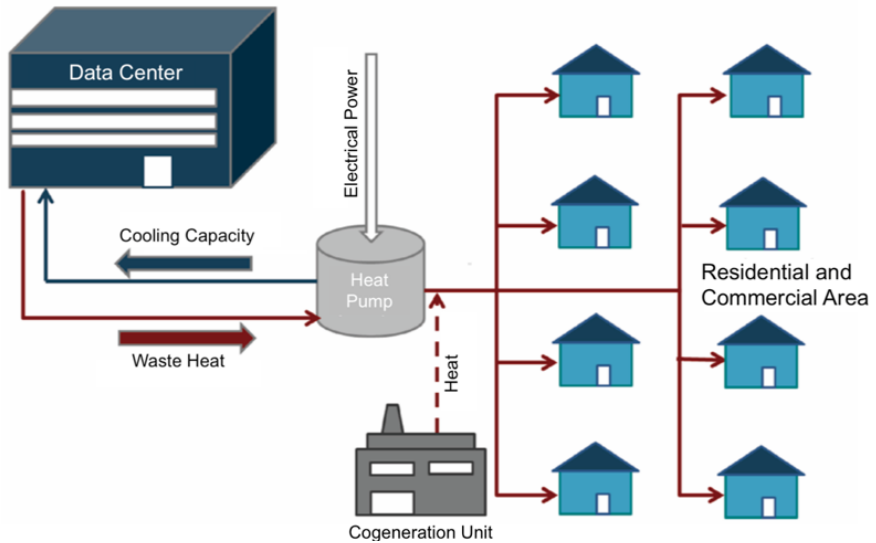 Data Center
Electrical Power
Cooling Capacity
Heat
Pump
Residential and
Commercial Area
Waste Heat
Heat
Cogeneration Unit